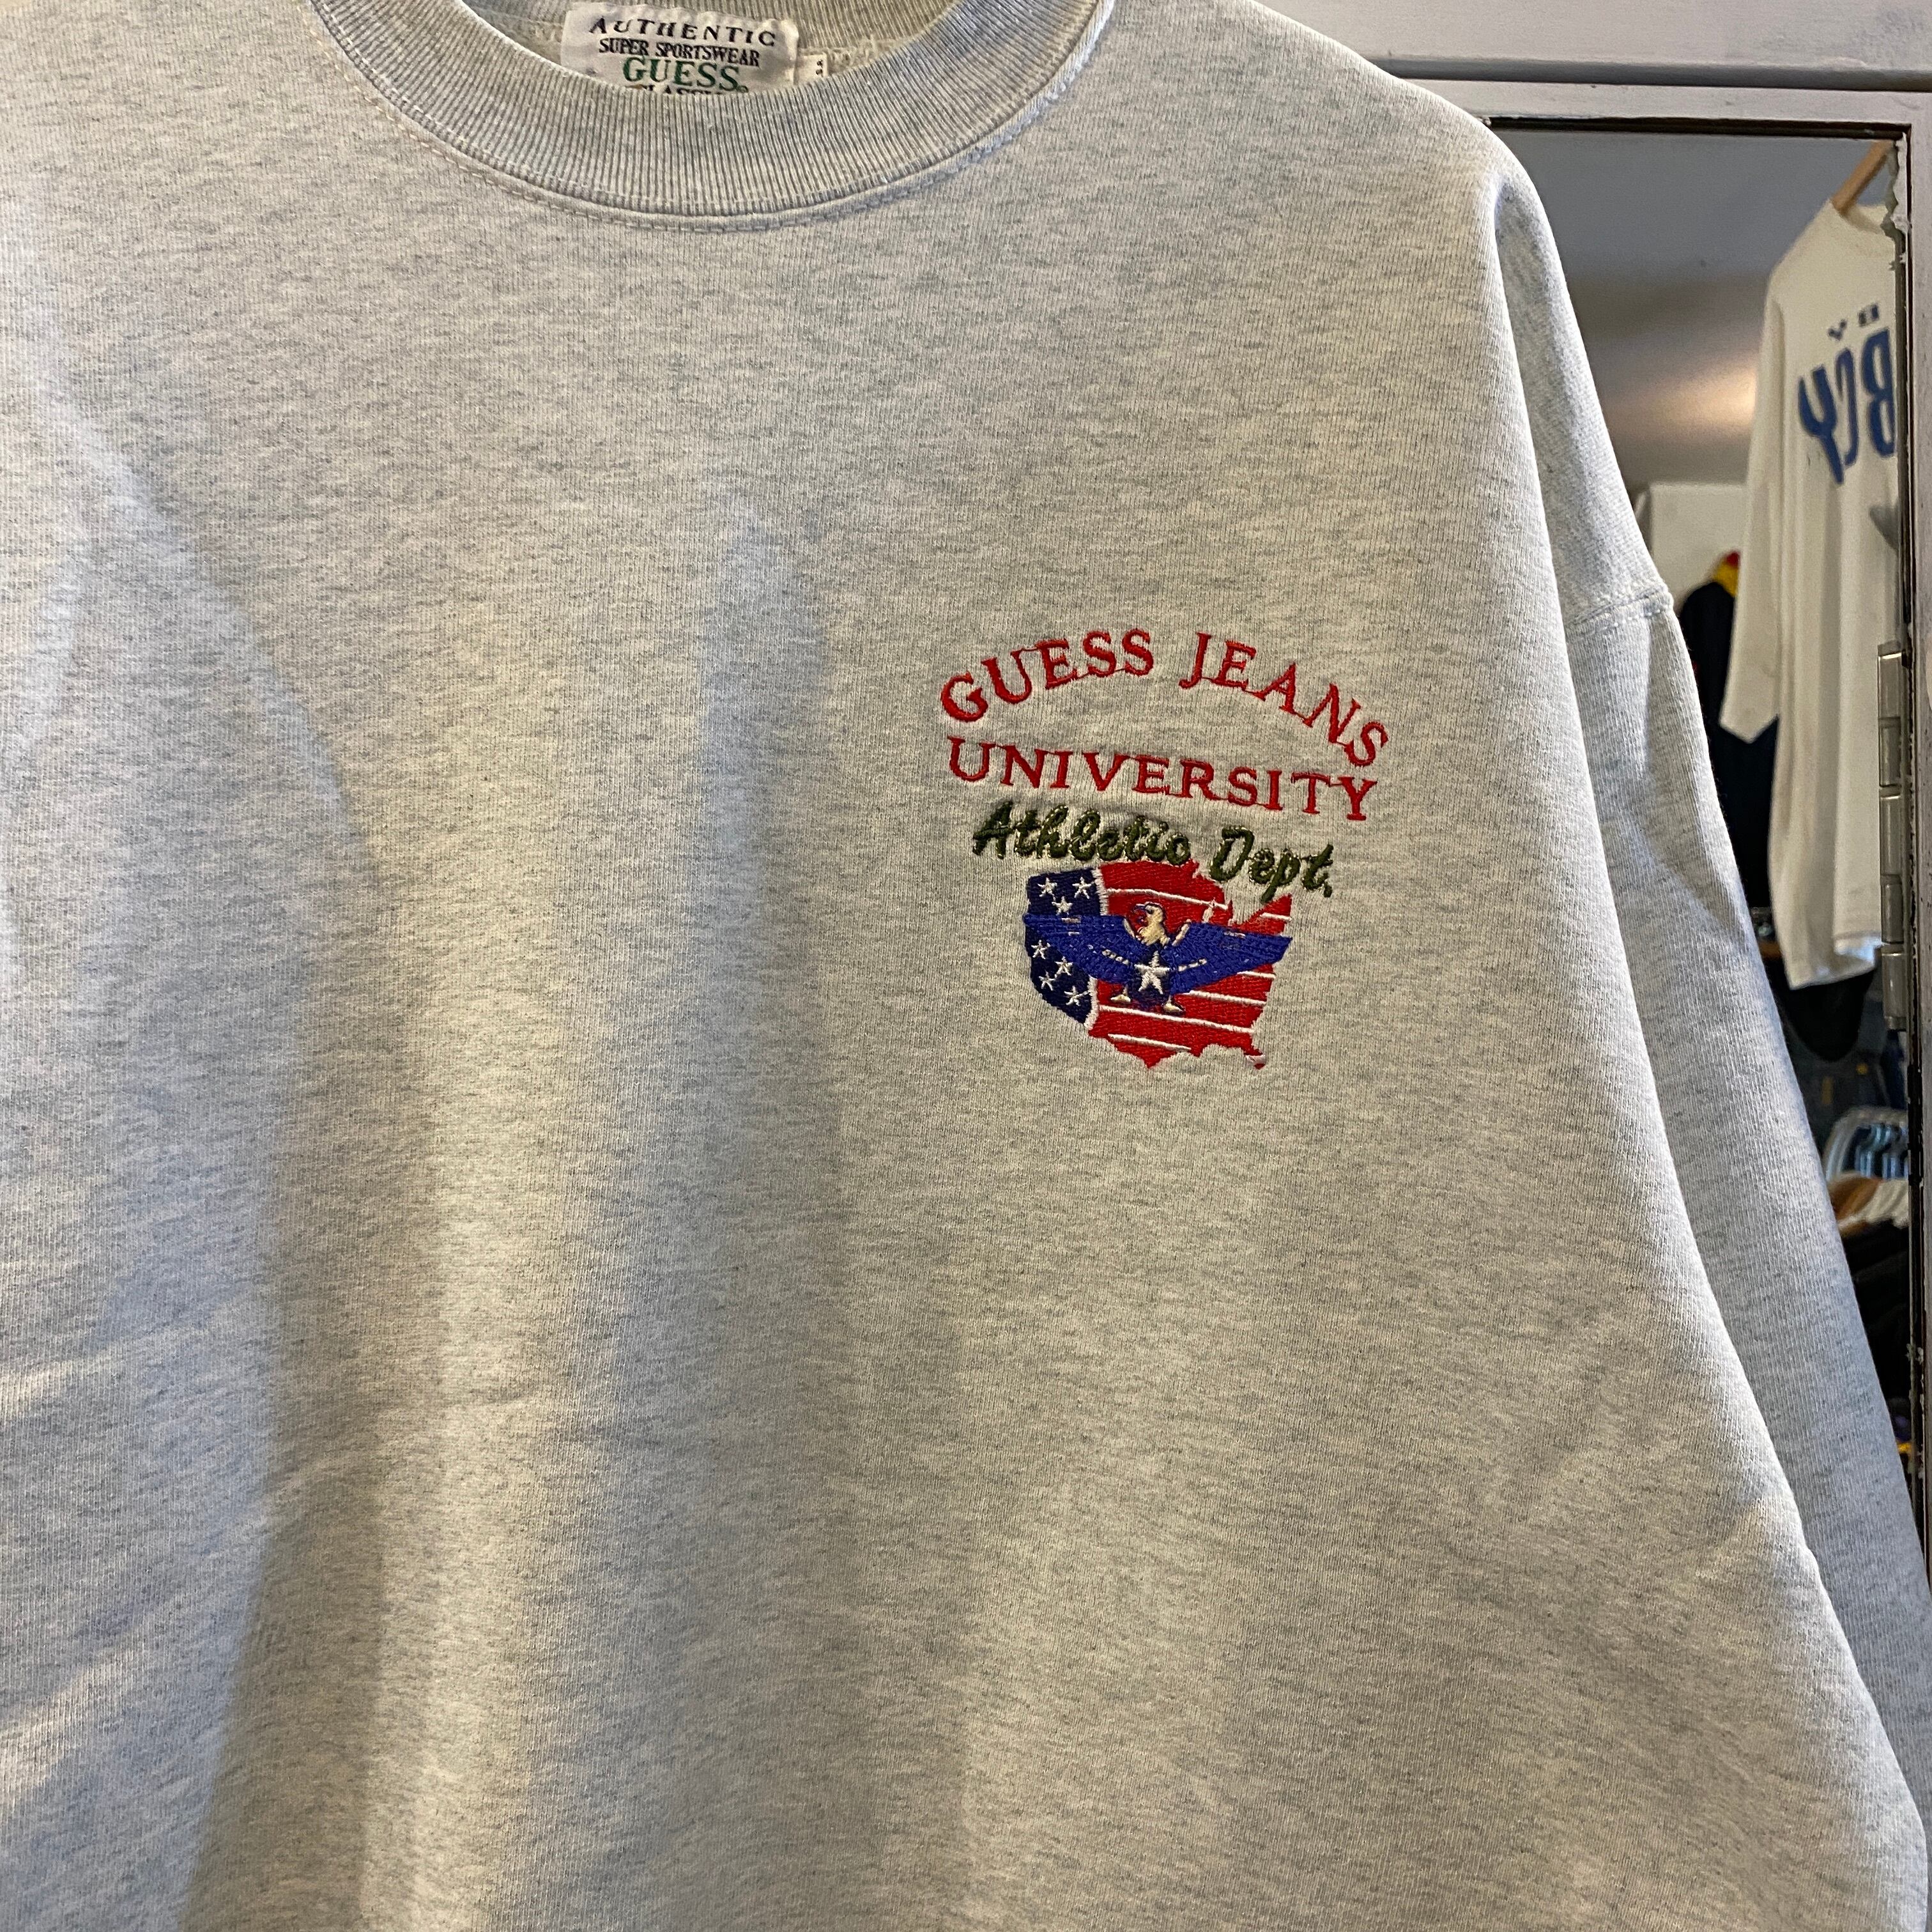 AUTHENTIC
SUPER SPORTSWEAR
GUESS
GUESS JEANS
UNIVERSITY
Athletic Dept.